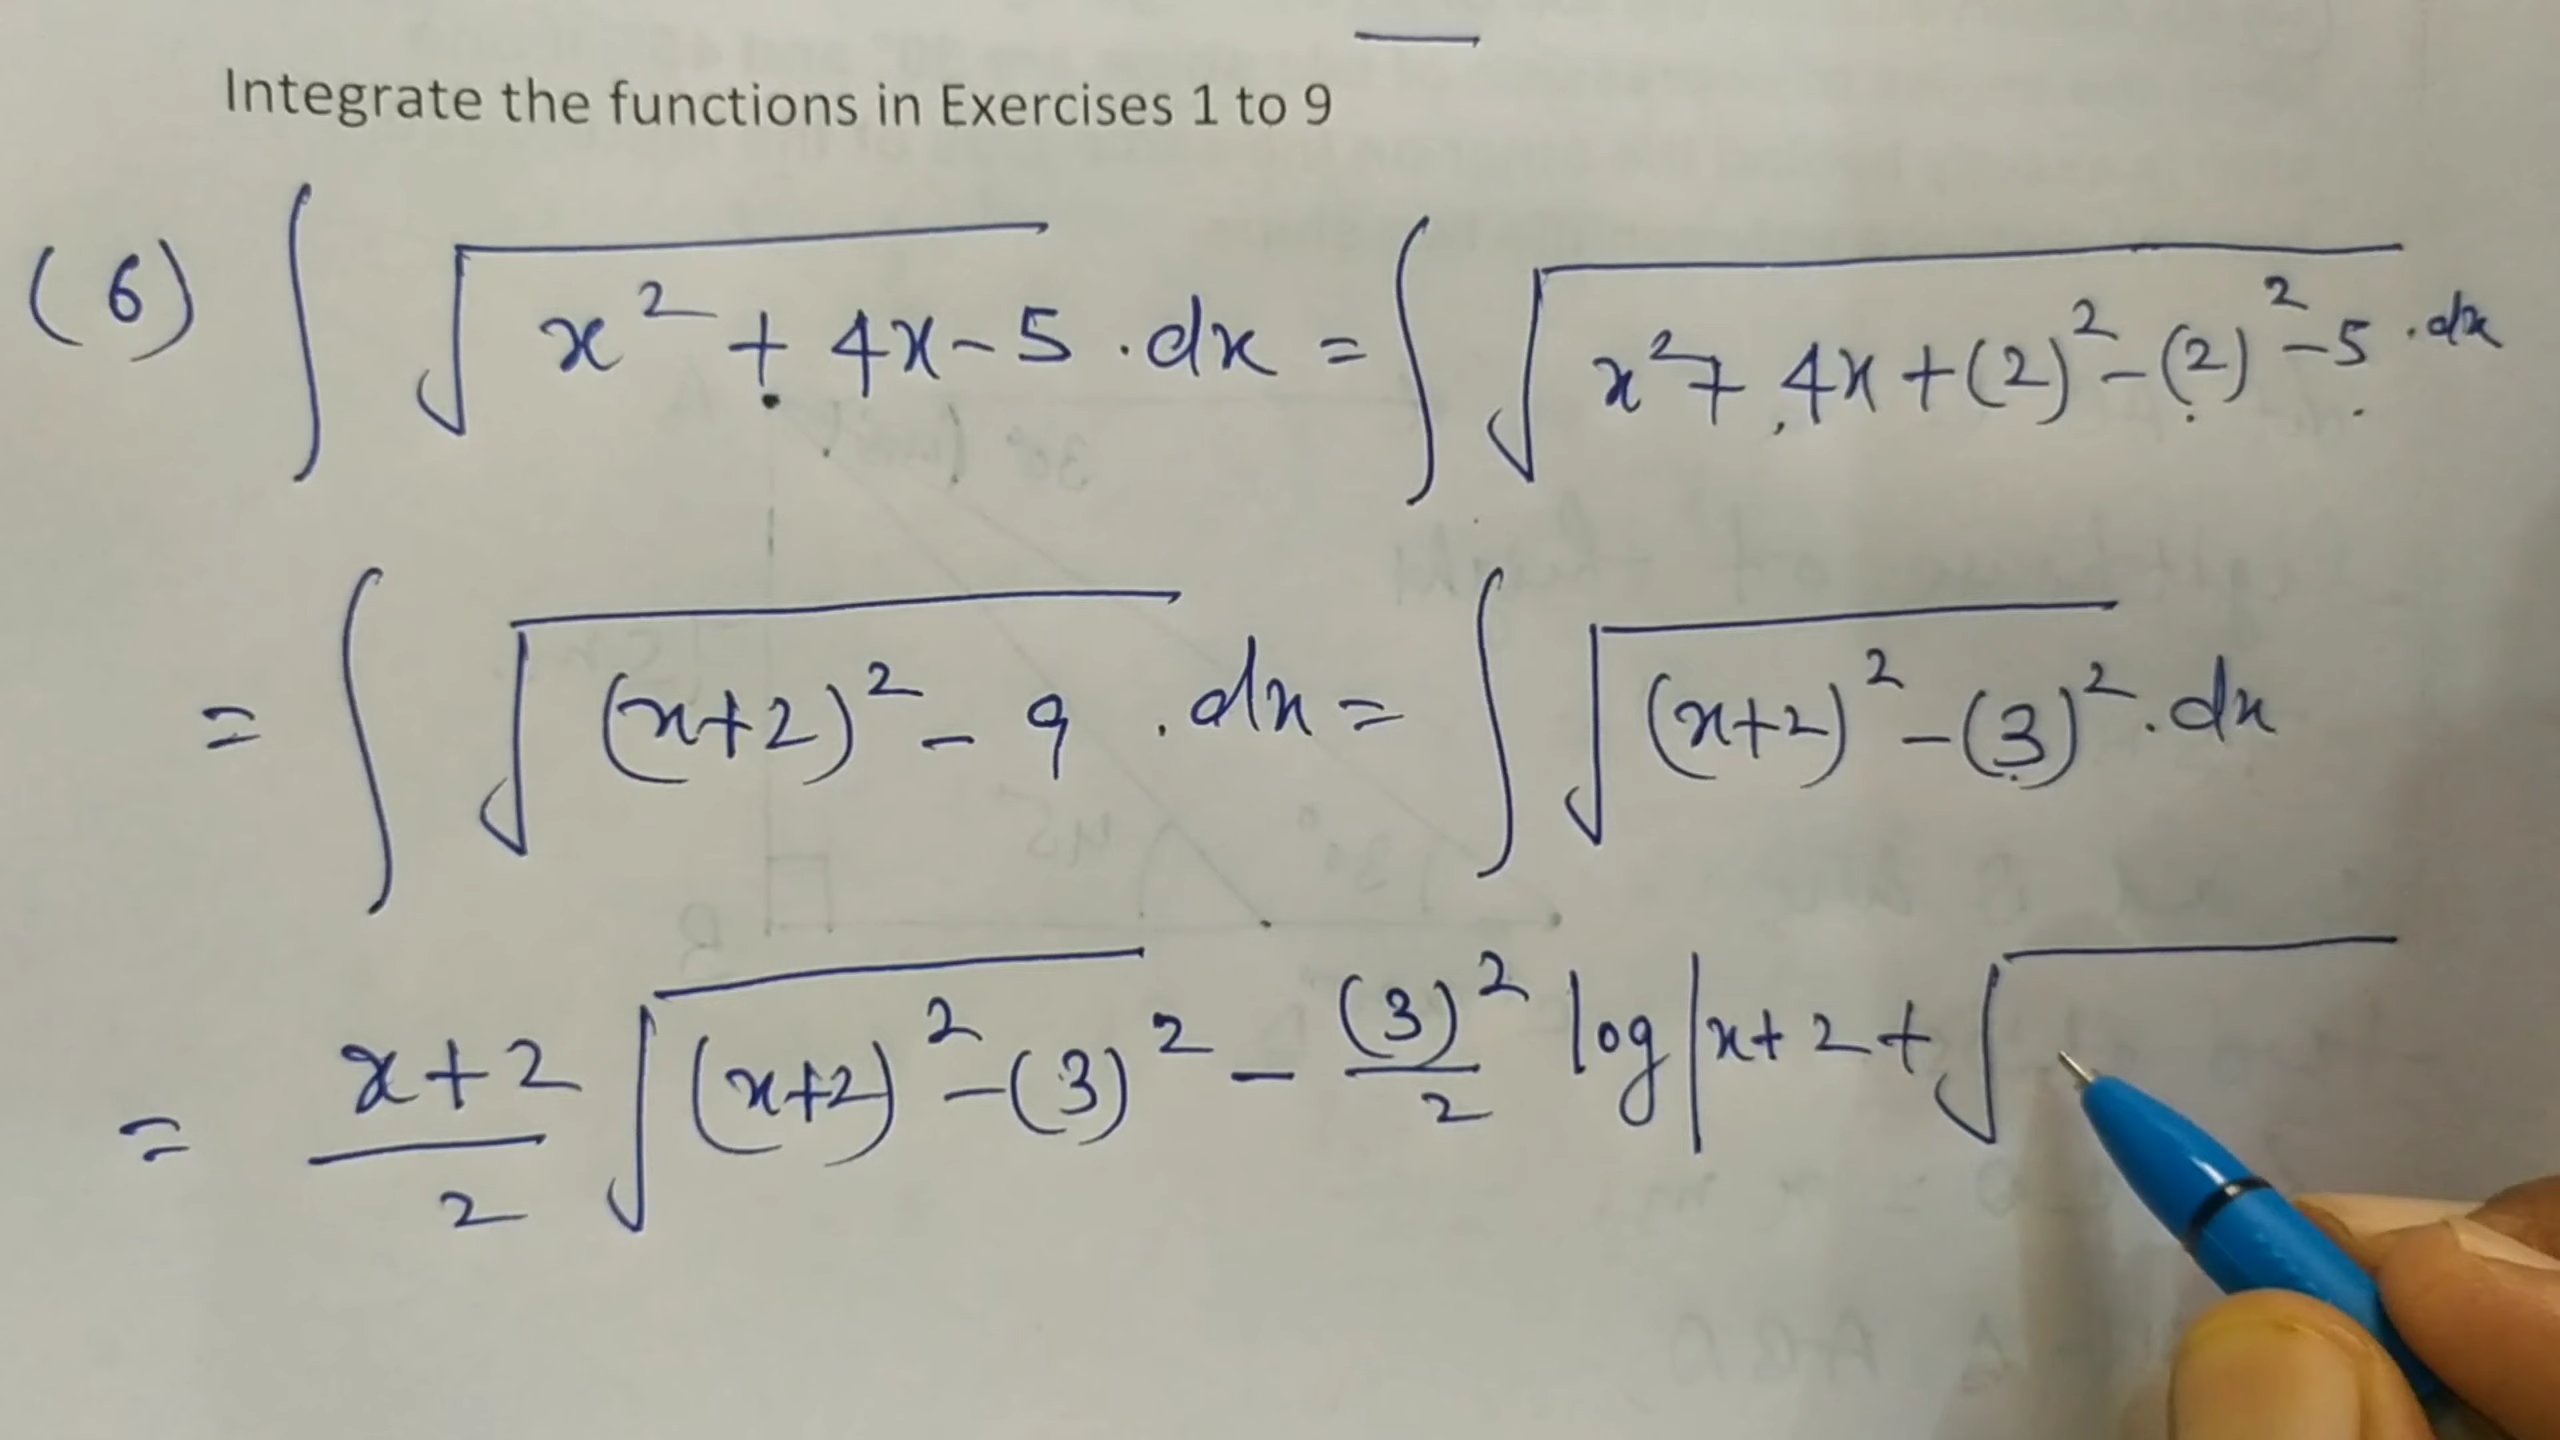 Integrate the functions in Exercises 1 to 9
(6) ∫ √(x² + 4x - 5) . dx = ∫ √(x² + 4x + (2)² - (2)² - 5) . dx
= ∫ √((x+2)² - 9) . dx = ∫ √((x+2)² - (3)²) . dx
= x+2/2 √((x+2)² - (3)²) - (3)²/2 log |x + 2 + √